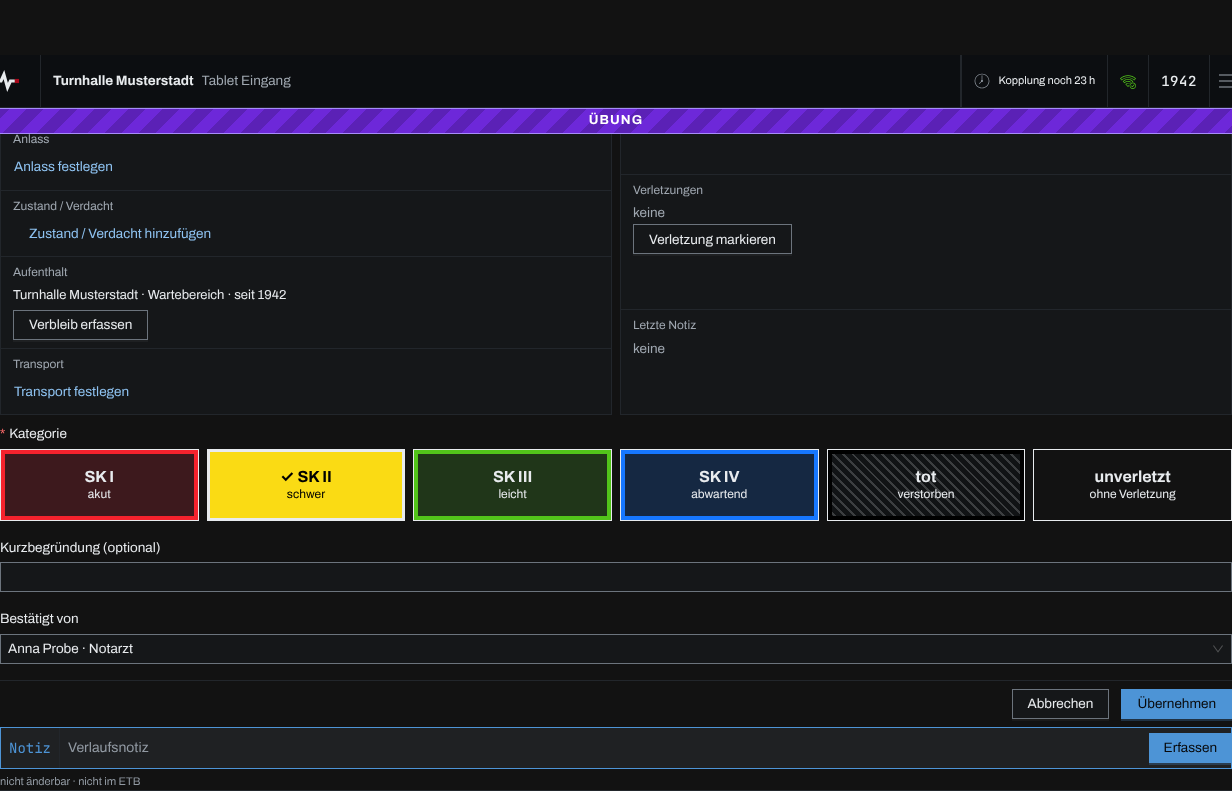 Turnhalle Musterstadt Tablet Eingang
Kopplung noch 23 h
1942
ÜBUNG
Anlass
Anlass festlegen
Zustand / Verdacht
Zustand / Verdacht hinzufügen
Aufenthalt
Turnhalle Musterstadt · Wartebereich · seit 1942
Verbleib erfassen
Transport
Transport festlegen
Verletzungen
keine
Verletzung markieren
Letzte Notiz
keine
* Kategorie
SK I
akut
✓ SK II
schwer
SK III
leicht
SK IV
abwartend
tot
verstorben
unverletzt
ohne Verletzung
Kurzbegründung (optional)
Bestätigt von
Anna Probe · Notarzt
Abbrechen
Übernehmen
Notiz Verlaufsnotiz
Erfassen
nicht änderbar · nicht im ETB